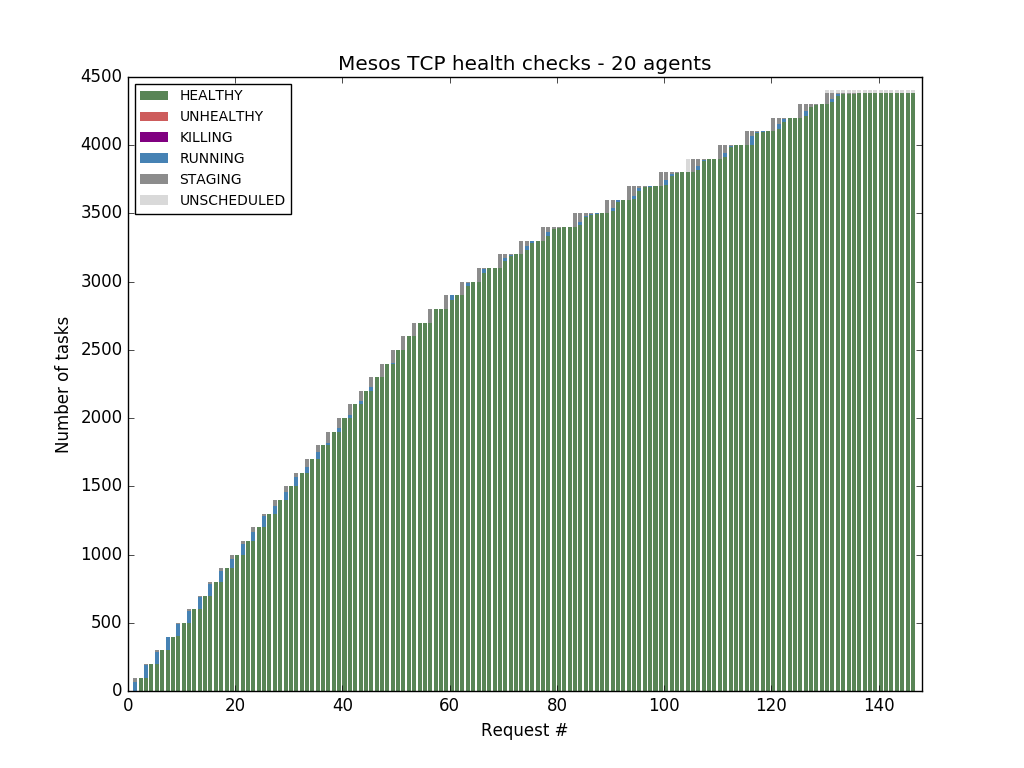 Mesos TCP health checks - 20 agents
4500
4000
3500
3000
2500
2000
1500
1000
500
0
Number of tasks
HEALTHY
UNHEALTHY
KILLING
RUNNING
STAGING
UNSCHEDULED
0 20 40 60 80 100 120 140
Request #